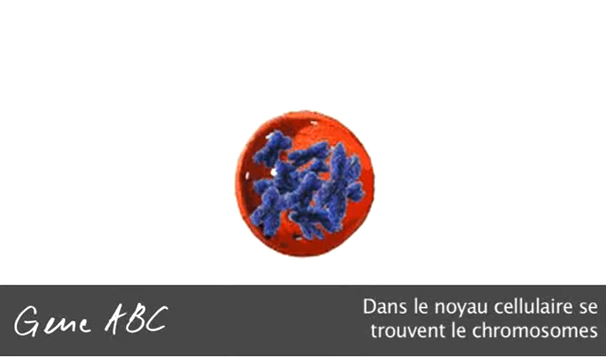 Gene ABC
Dans le noyau cellulaire se
trouvent le chromosomes